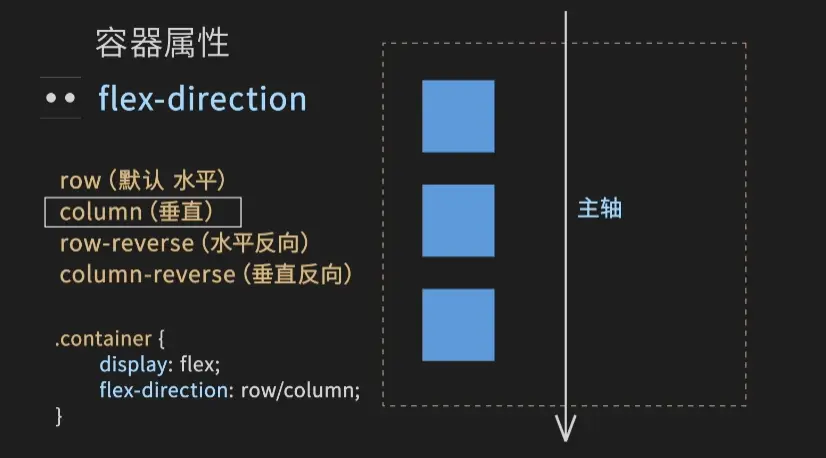 容器属性
flex-direction
row (默认 水平)
column (垂直)
row-reverse (水平反向)
column-reverse (垂直反向)
.container {
display: flex;
flex-direction: row/column;
}
主轴